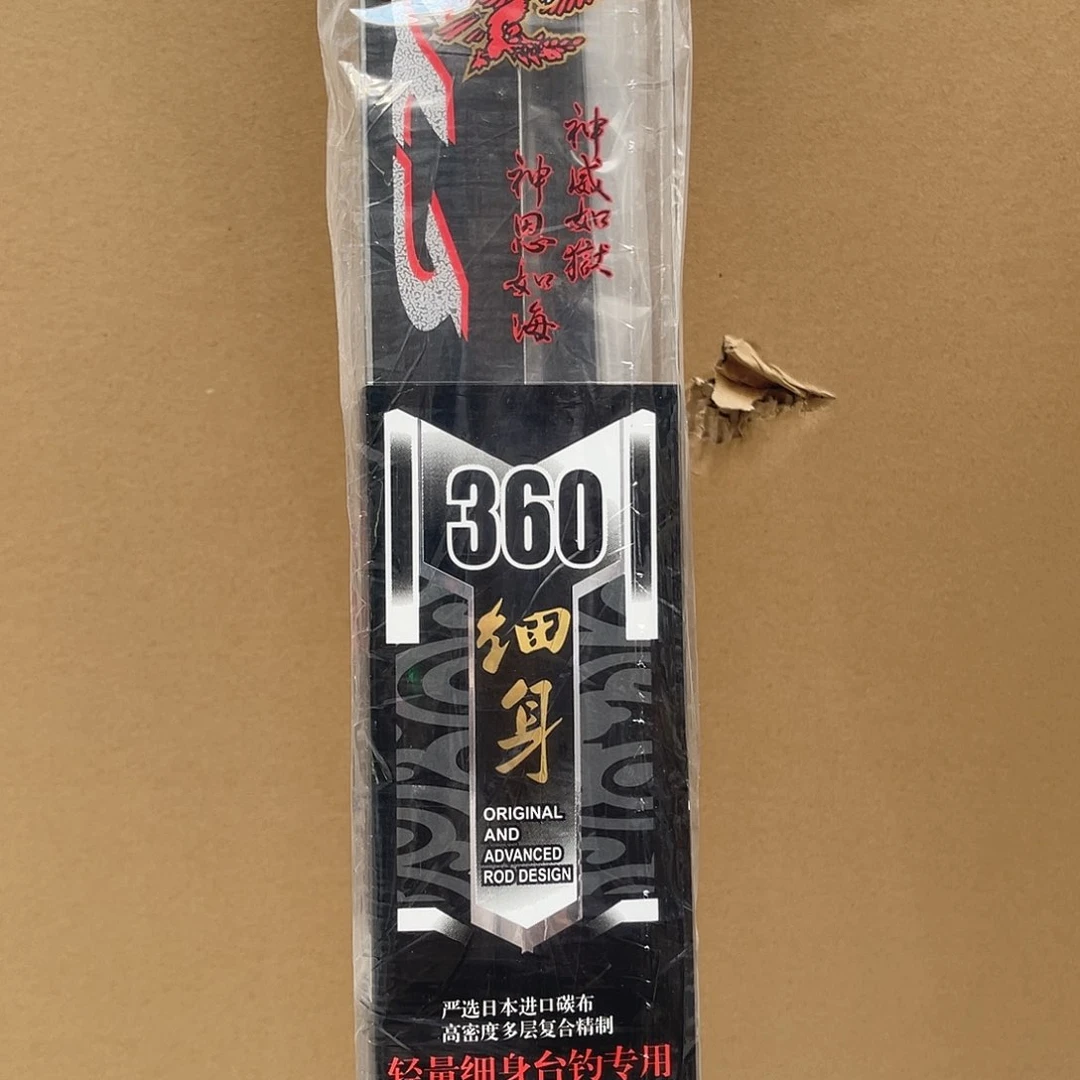 神威如獄
神恩如海
360
细身
ORIGINAL
AND
ADVANCED
ROD DESIGN
严选日本进口碳布
高密度多层复合精制
轻量细身台钓专用